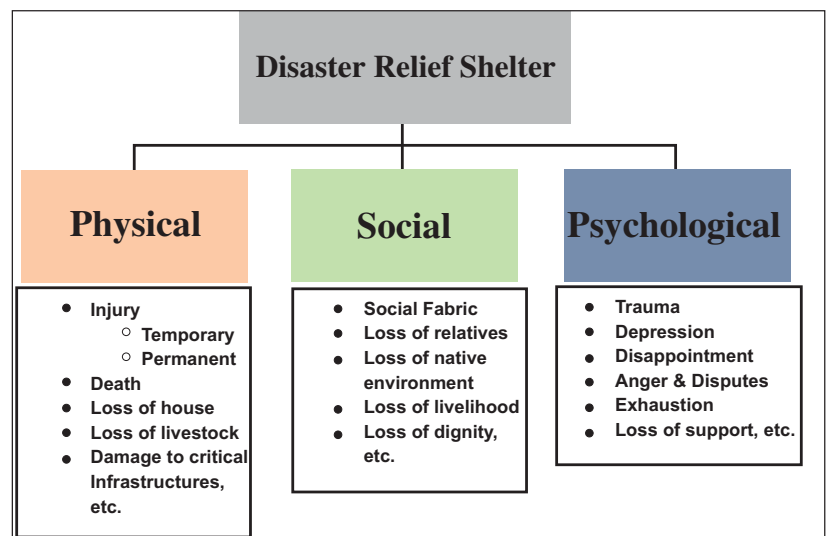 Disaster Relief Shelter
Physical
● Injury
○ Temporary
○ Permanent
● Death
● Loss of house
● Loss of livestock
● Damage to critical
Infrastructures,
etc.
Social
● Social Fabric
● Loss of relatives
● Loss of native
environment
● Loss of livelihood
● Loss of dignity,
etc.
Psychological
● Trauma
● Depression
● Disappointment
● Anger & Disputes
● Exhaustion
● Loss of support, etc.